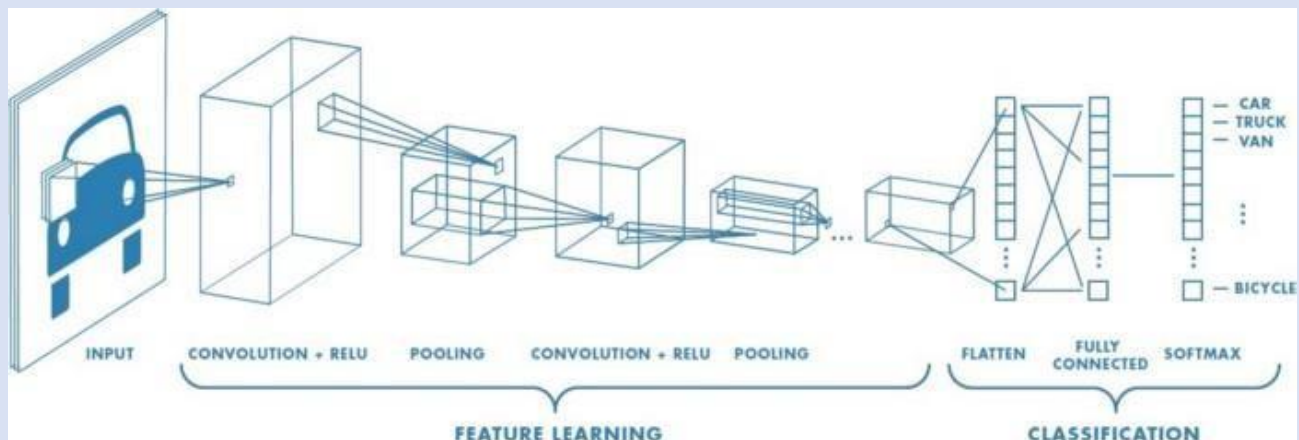 CAR
TRUCK
VAN
BICYCLE
INPUT
CONVOLUTION + RELU
POOLING
CONVOLUTION + RELU
POOLING
FLATTEN
FULLY
CONNECTED
SOFTMAX
FEATURE LEARNING
CLASSIFICATION